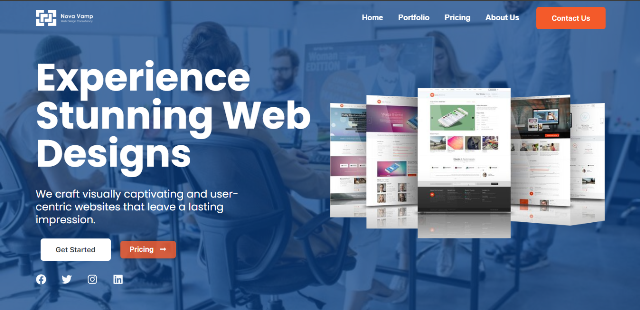 Nova Vamp
Home Portfolio Pricing About Us Contact Us
Experience
Stunning Web
Designs
We craft visually captivating and user-
centric websites that leave a lasting
impression.
Get Started Pricing